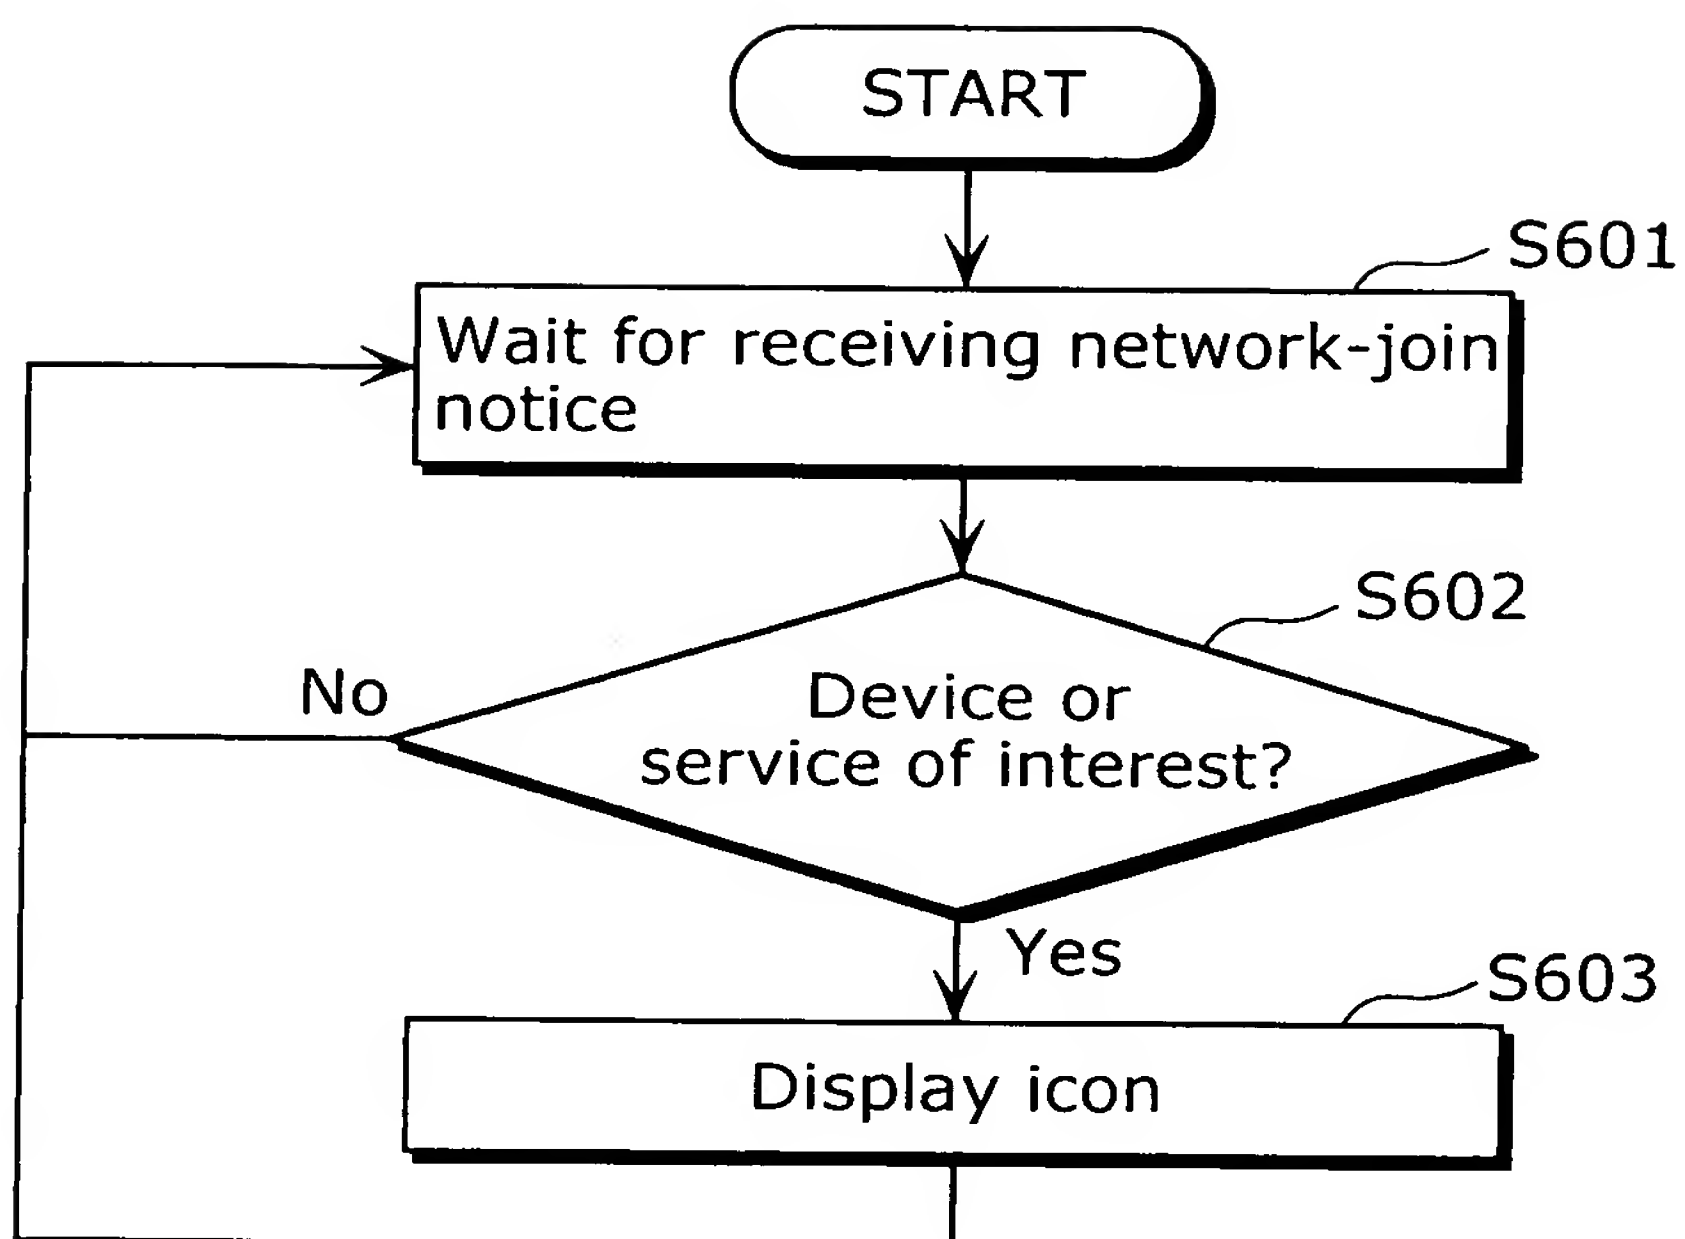 START
S601
Wait for receiving network-join
notice
S602
No
Device or
service of interest?
Yes
S603
Display icon